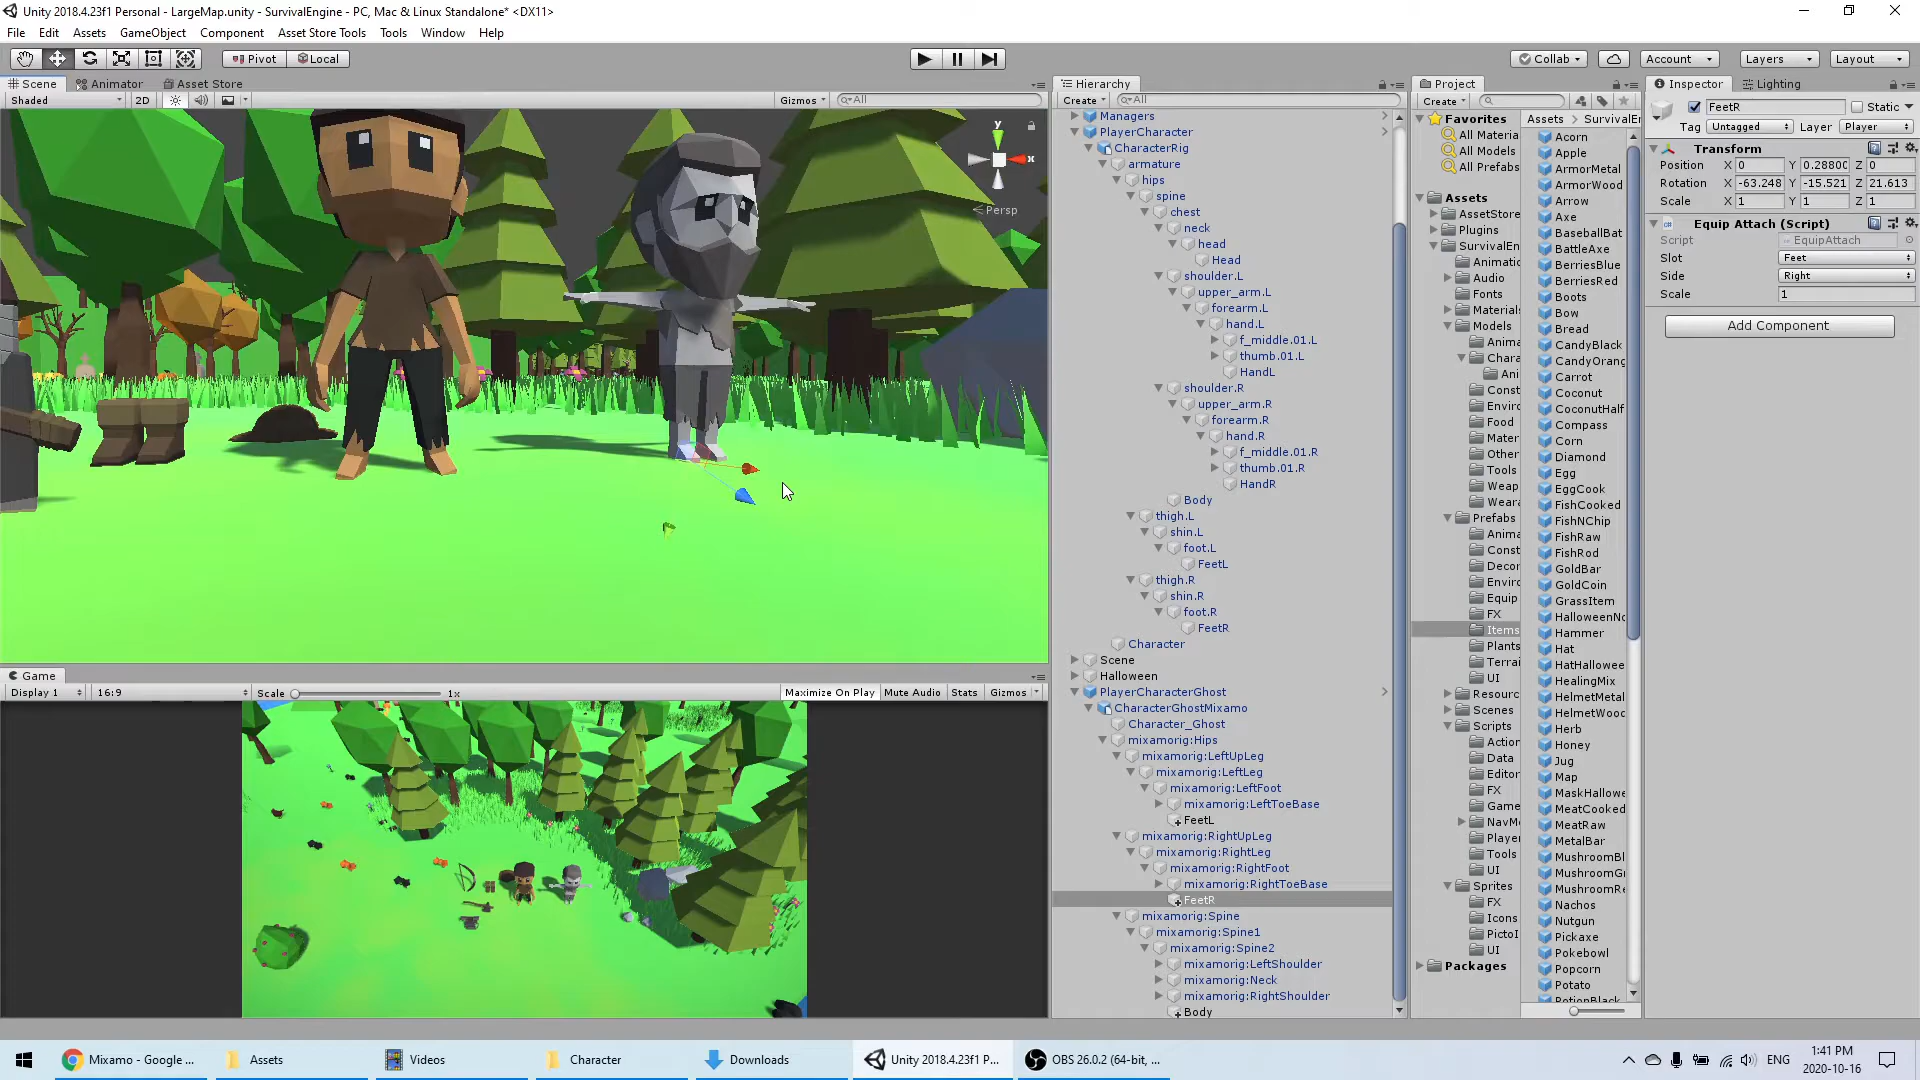 Unity 2018.4.23f1 Personal - LargeMap.unity - SurvivalEngine - PC, Mac & Linux Standalone* <DX11>
File Edit Assets GameObject Component Asset Store Tools Tools Window Help
Pivot Local
Collab Account Layers Layout
Scene Animator Asset Store
Shaded 2D Gizmos All
y
x
Persp
Game
Display 1 16:9 Scale 1x Maximize On Play Mute Audio Stats Gizmos
Hierarchy
Create All
Managers
PlayerCharacter
CharacterRig
armature
hips
spine
chest
neck
head
Head
shoulder.L
upper_arm.L
forearm.L
hand.L
f_middle.01.L
thumb.01.L
HandL
shoulder.R
upper_arm.R
forearm.R
hand.R
f_middle.01.R
thumb.01.R
HandR
Body
thigh.L
shin.L
foot.L
FeetL
thigh.R
shin.R
foot.R
FeetR
Character
Scene
Halloween
PlayerCharacterGhost
CharacterGhostMixamo
Character_Ghost
mixamorig:Hips
mixamorig:LeftUpLeg
mixamorig:LeftLeg
mixamorig:LeftFoot
mixamorig:LeftToeBase
FeetL
mixamorig:RightUpLeg
mixamorig:RightLeg
mixamorig:RightFoot
mixamorig:RightToeBase
FeetR
mixamorig:Spine
mixamorig:Spine1
mixamorig:Spine2
mixamorig:LeftShoulder
mixamorig:Neck
mixamorig:RightShoulder
Body
Project
Create
Favorites
All Materia
All Models
All Prefabs
Assets
AssetStore
Plugins
SurvivalEn
Animatic
Audio
Fonts
Material
Models
Anima
Chara
Ani
Const
Enviro
Food
Mater
Other
Tools
Weap
Weara
Prefabs
Anima
Const
Decor
Enviro
Equip
FX
Items
Plants
Terrai
UI
Resourc
Scenes
Scripts
Action
Data
Editor
FX
Game
NavMe
Player
Tools
UI
Sprites
FX
Icons
PictoI
UI
Packages
Assets SurvivalEr
Acorn
Apple
ArmorMetal
ArmorWood
Arrow
Axe
BaseballBat
BattleAxe
BerriesBlue
BerriesRed
Boots
Bow
Bread
CandyBlack
CandyOrang
Carrot
Coconut
CoconutHalf
Compass
Corn
Diamond
Egg
EggCook
FishCooked
FishNChip
FishRaw
FishRod
GoldBar
GoldCoin
GrassItem
HalloweenNo
Hammer
Hat
HatHallowee
HealingMix
HelmetMetal
HelmetWood
Herb
Honey
Jug
Map
MaskHallowe
MeatCooked
MeatRaw
MetalBar
MushroomBl
MushroomGr
MushroomRe
Nachos
Nutgun
Pickaxe
Pokebowl
Popcorn
Potato
PotionBlack
Inspector Lighting
FeetR Static
Tag Untagged Layer Player
Transform
Position X 0 Y 0.28800 Z 0
Rotation X -63.248 Y -15.521 Z 21.613
Scale X 1 Y 1 Z 1
Equip Attach (Script)
Script EquipAttach
Slot Feet
Side Right
Scale 1
Add Component
Mixamo - Google ... Assets Videos Character Downloads Unity 2018.4.23f1 P... OBS 26.0.2 (64-bit, ... ENG 1:41 PM
2020-10-16